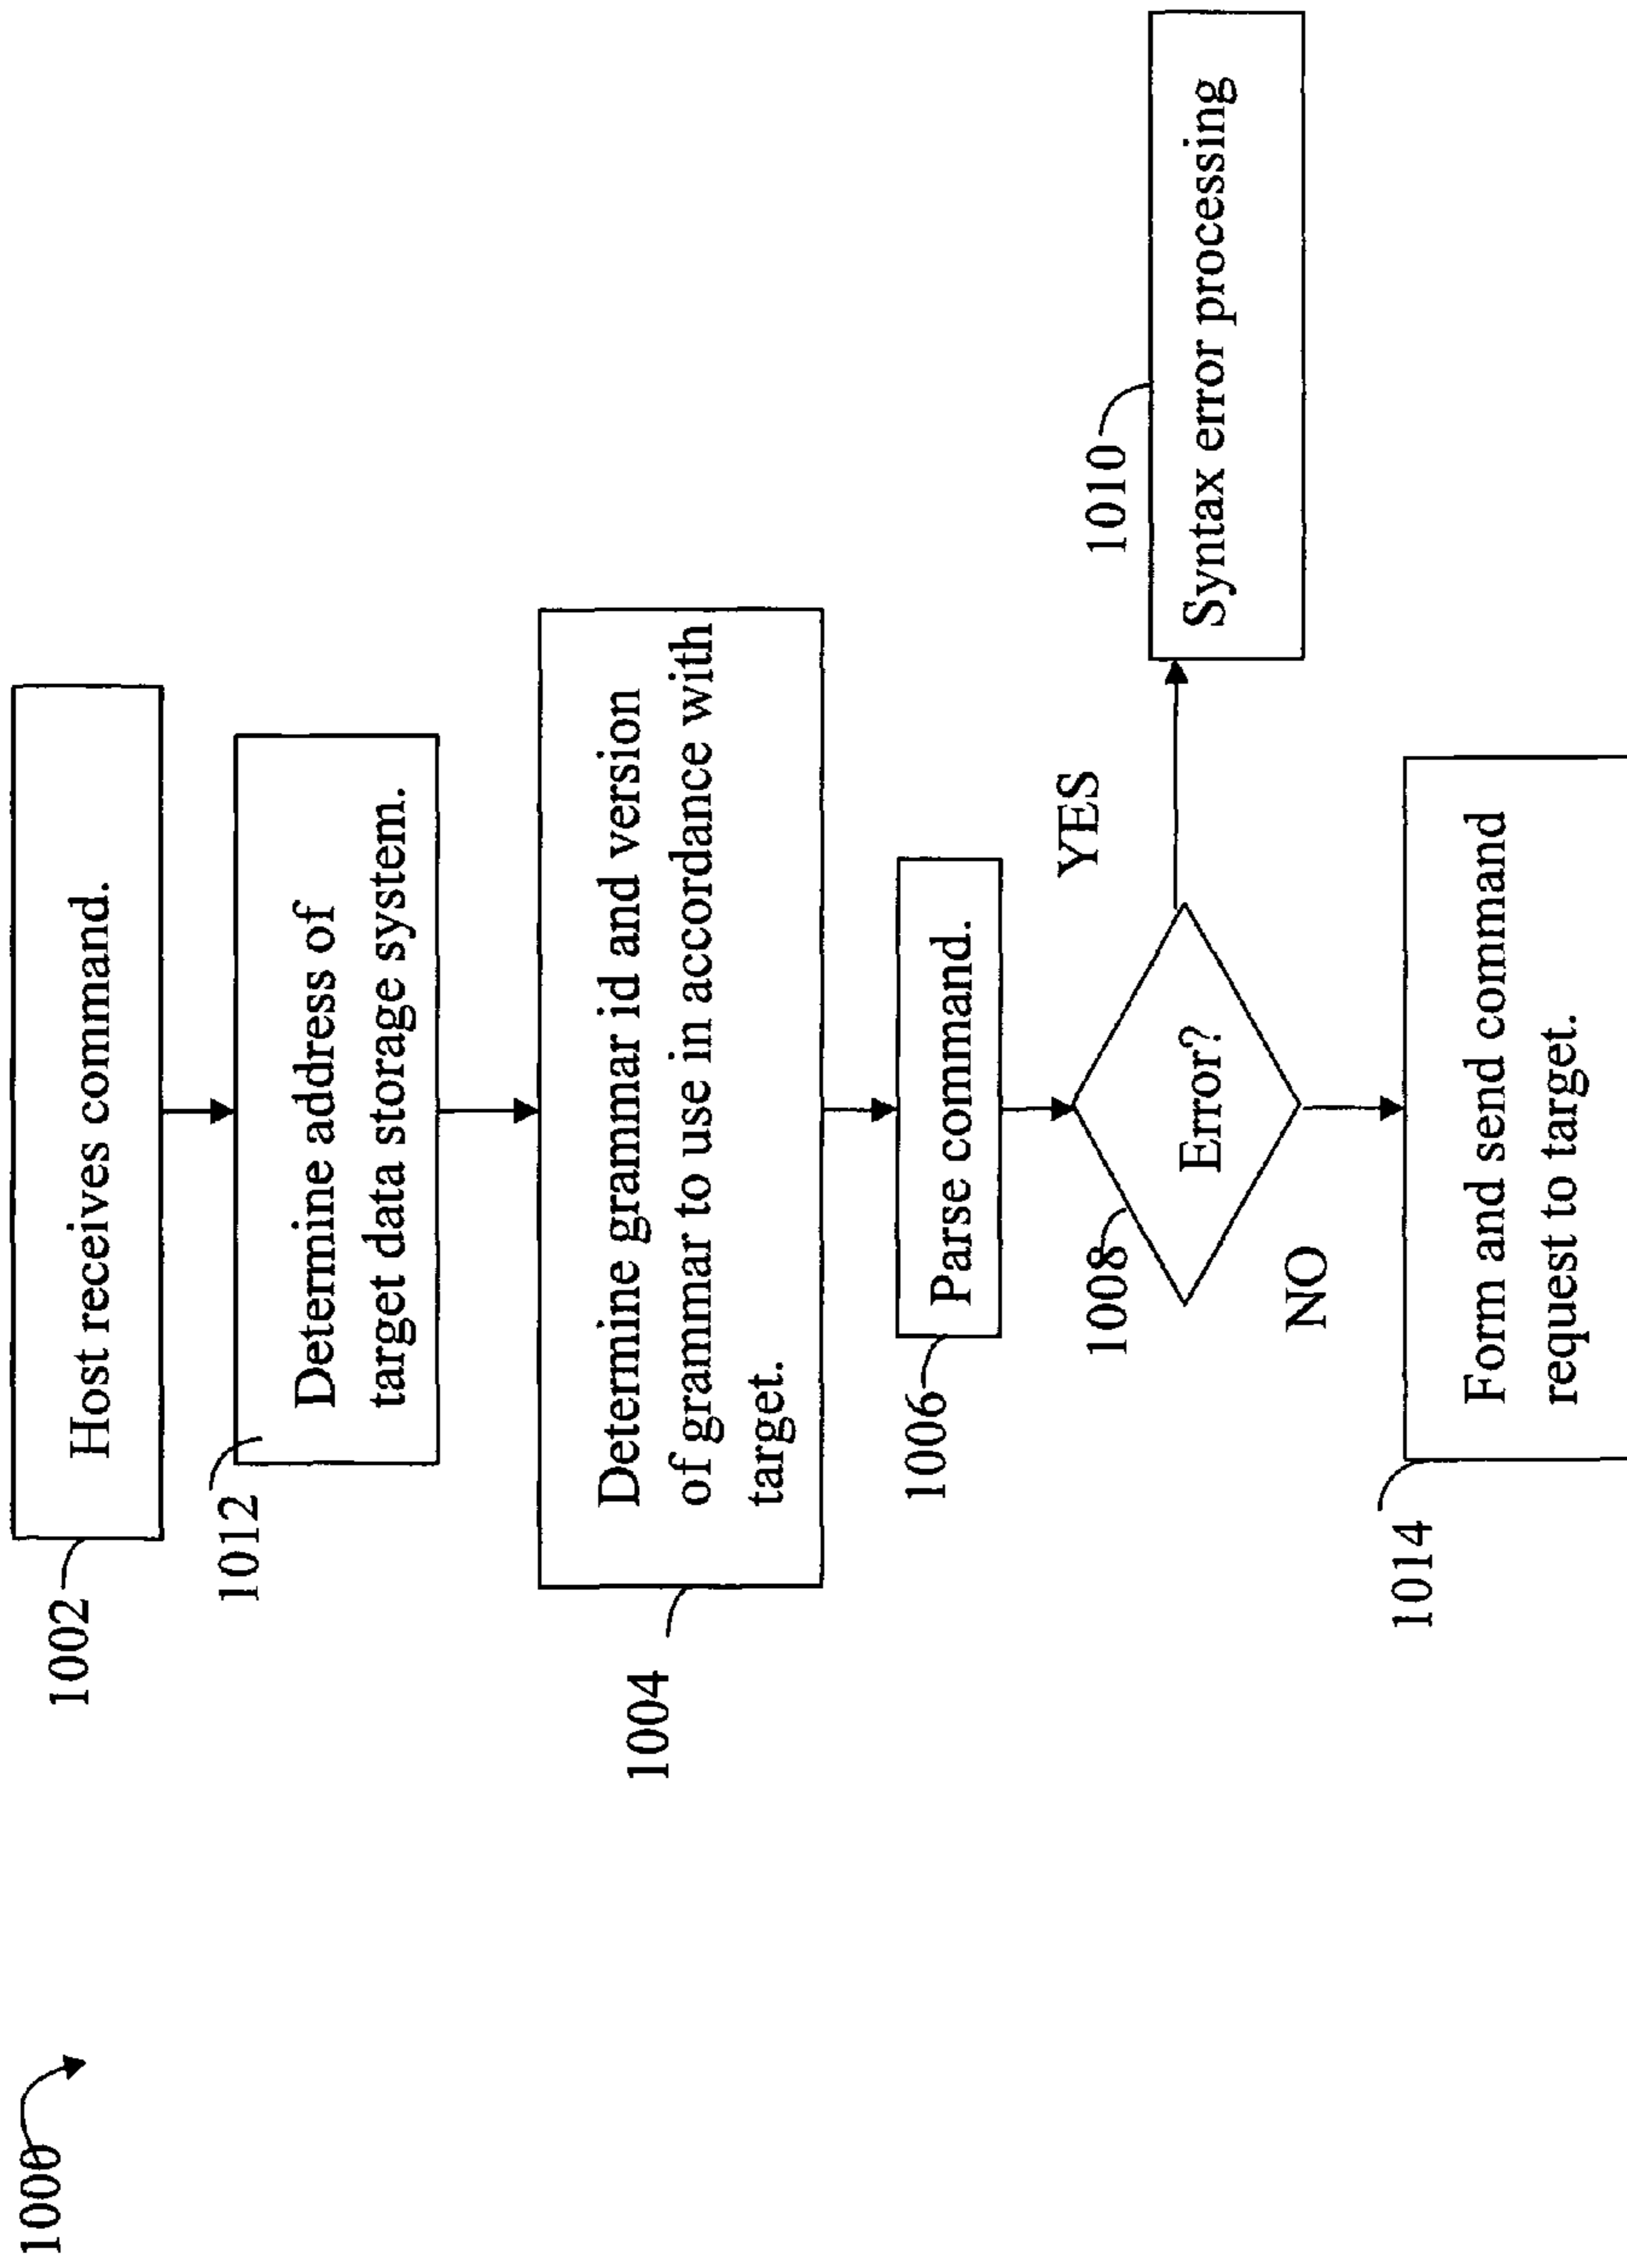 1000
1002
Host receives command.
1012
Determine address of
target data storage system.
1004
Determine grammar id and version
of grammar to use in accordance with
target.
1006
Parse command.
1008
Error?
YES
1010
Syntax error processing
NO
1014
Form and send command
request to target.